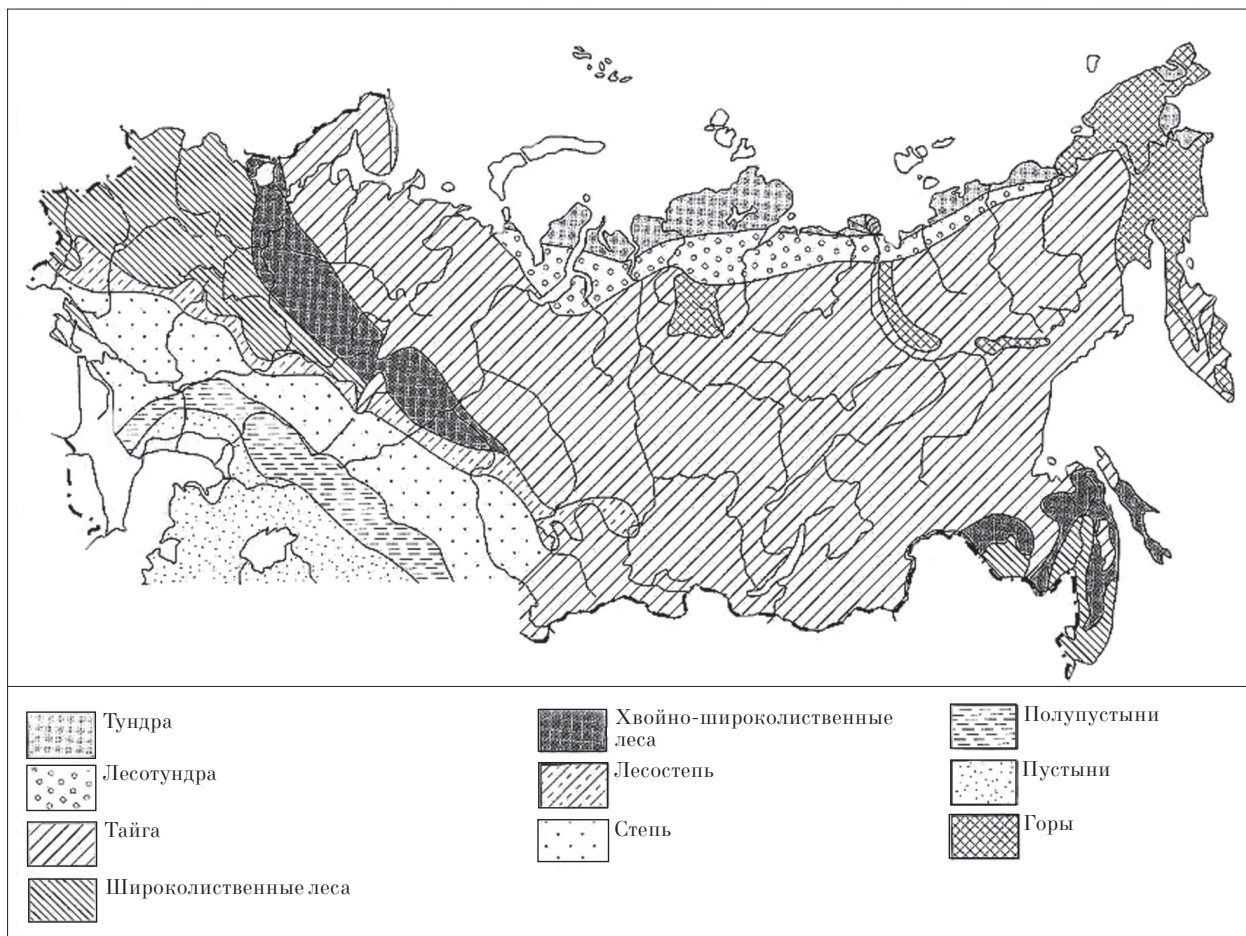 Тундра
Лесотундра
Тайга
Широколиственные леса
Хвойно-широколиственные
леса
Лесостепь
Степь
Полупустыни
Пустыни
Горы